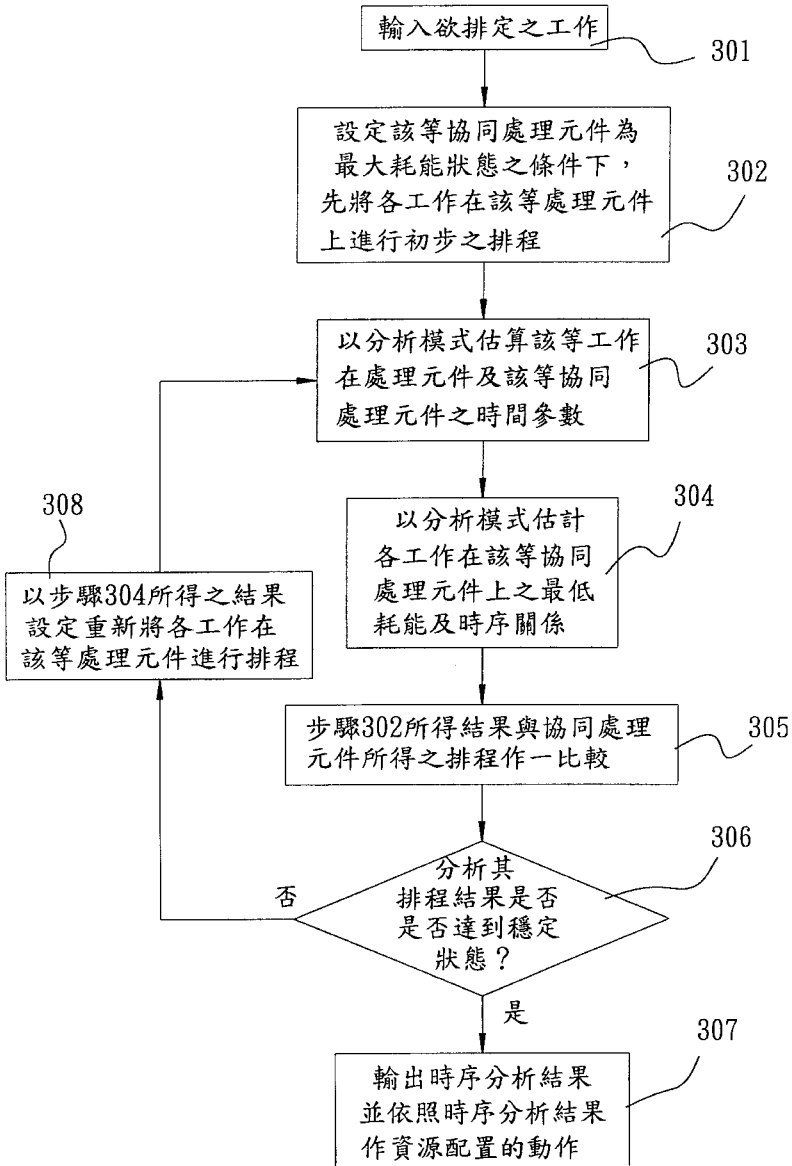 輸入欲排定之工作
301
設定該等協同處理元件為
最大耗能狀態之條件下，
先將各工作在該等處理元件
上進行初步之排程
302
以分析模式估算該等工作
在處理元件及該等協同
處理元件之時間參數
303
以分析模式估計
各工作在該等協同
處理元件上之最低
耗能及時序關係
304
308
以步驟304所得之結果
設定重新將各工作在
該等處理元件進行排程
步驟302所得結果與協同處理
元件所得之排程作一比較
305
分析其
排程結果是否
是否達到穩定
狀態？
306
否
是
307
輸出時序分析結果
並依照時序分析結果
作資源配置的動作